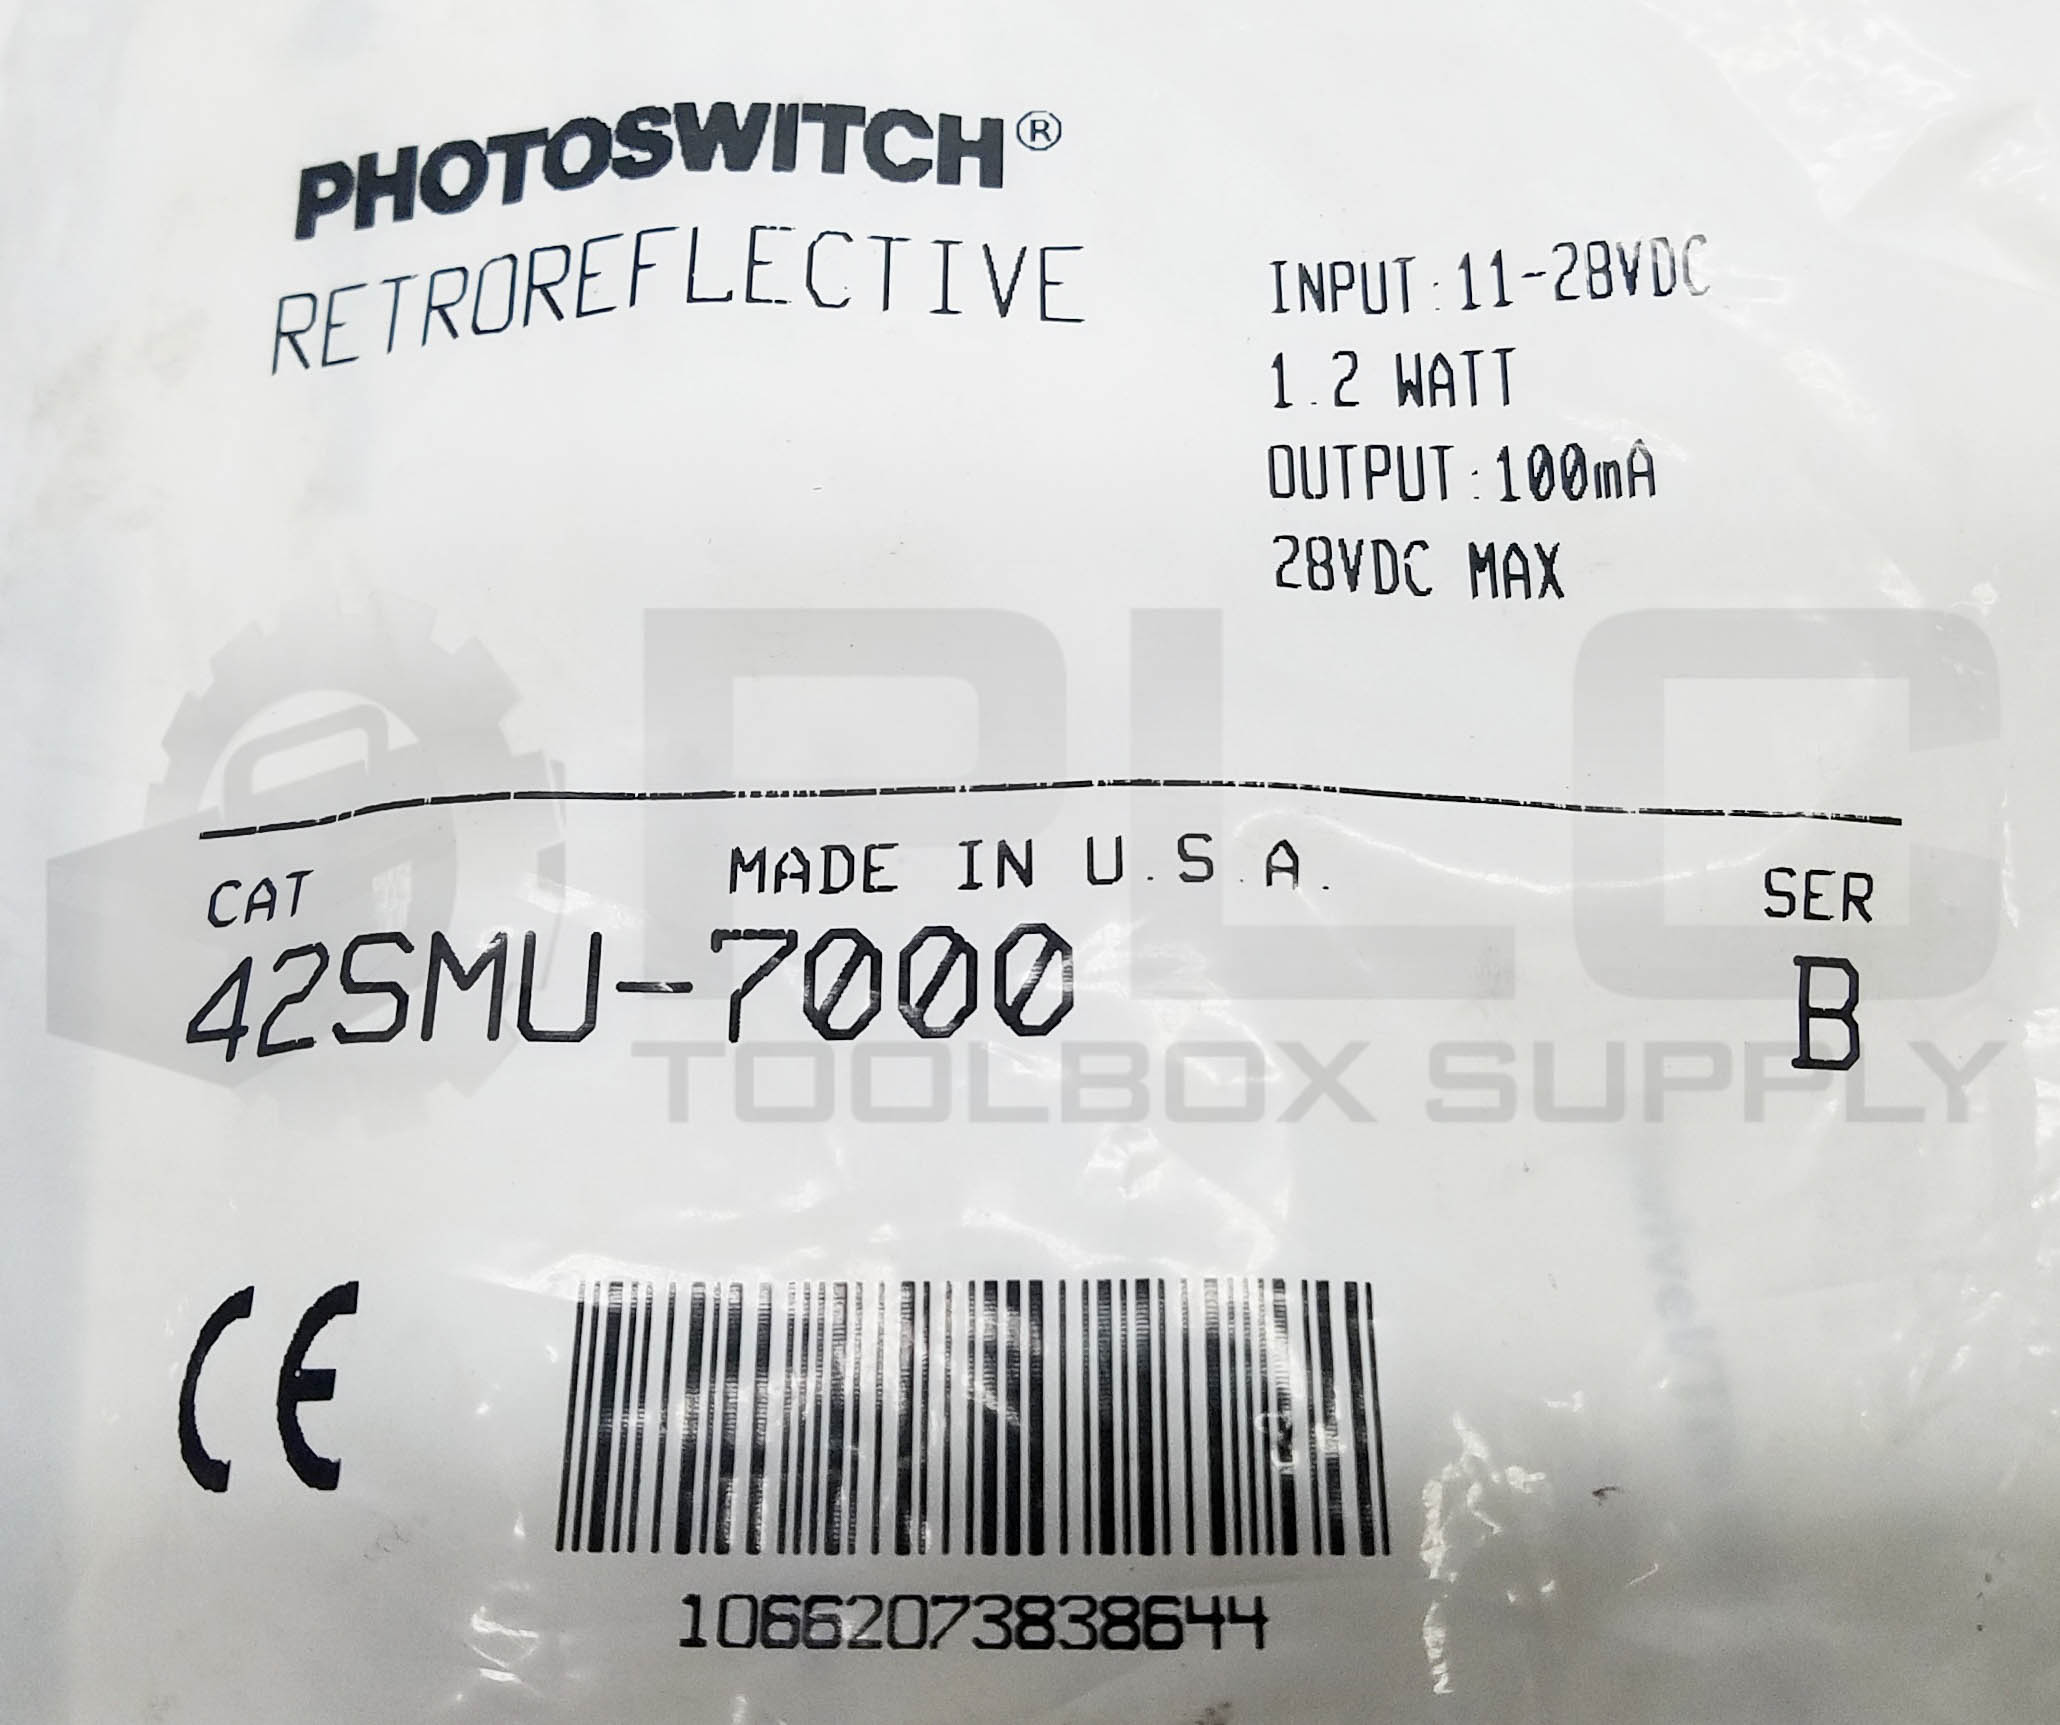 PHOTOSWITCH®
RETROREFLECTIVE
INPUT:11-28VDC
1.2 WATT
OUTPUT:100mA
28VDC MAX
MADE IN U.S.A.
CAT
SER
42SMU-7000
B
PLC
TOOLBOX SUPPLY
CE
10662073838644